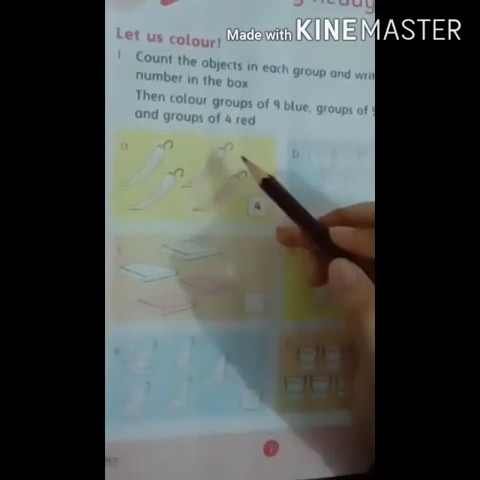 Made with KINEMASTER
Let us colour!
1 Count the objects in each group and
number in the box
Then colour groups of 9 blue, groups of
and groups of 4 red
a
b
4